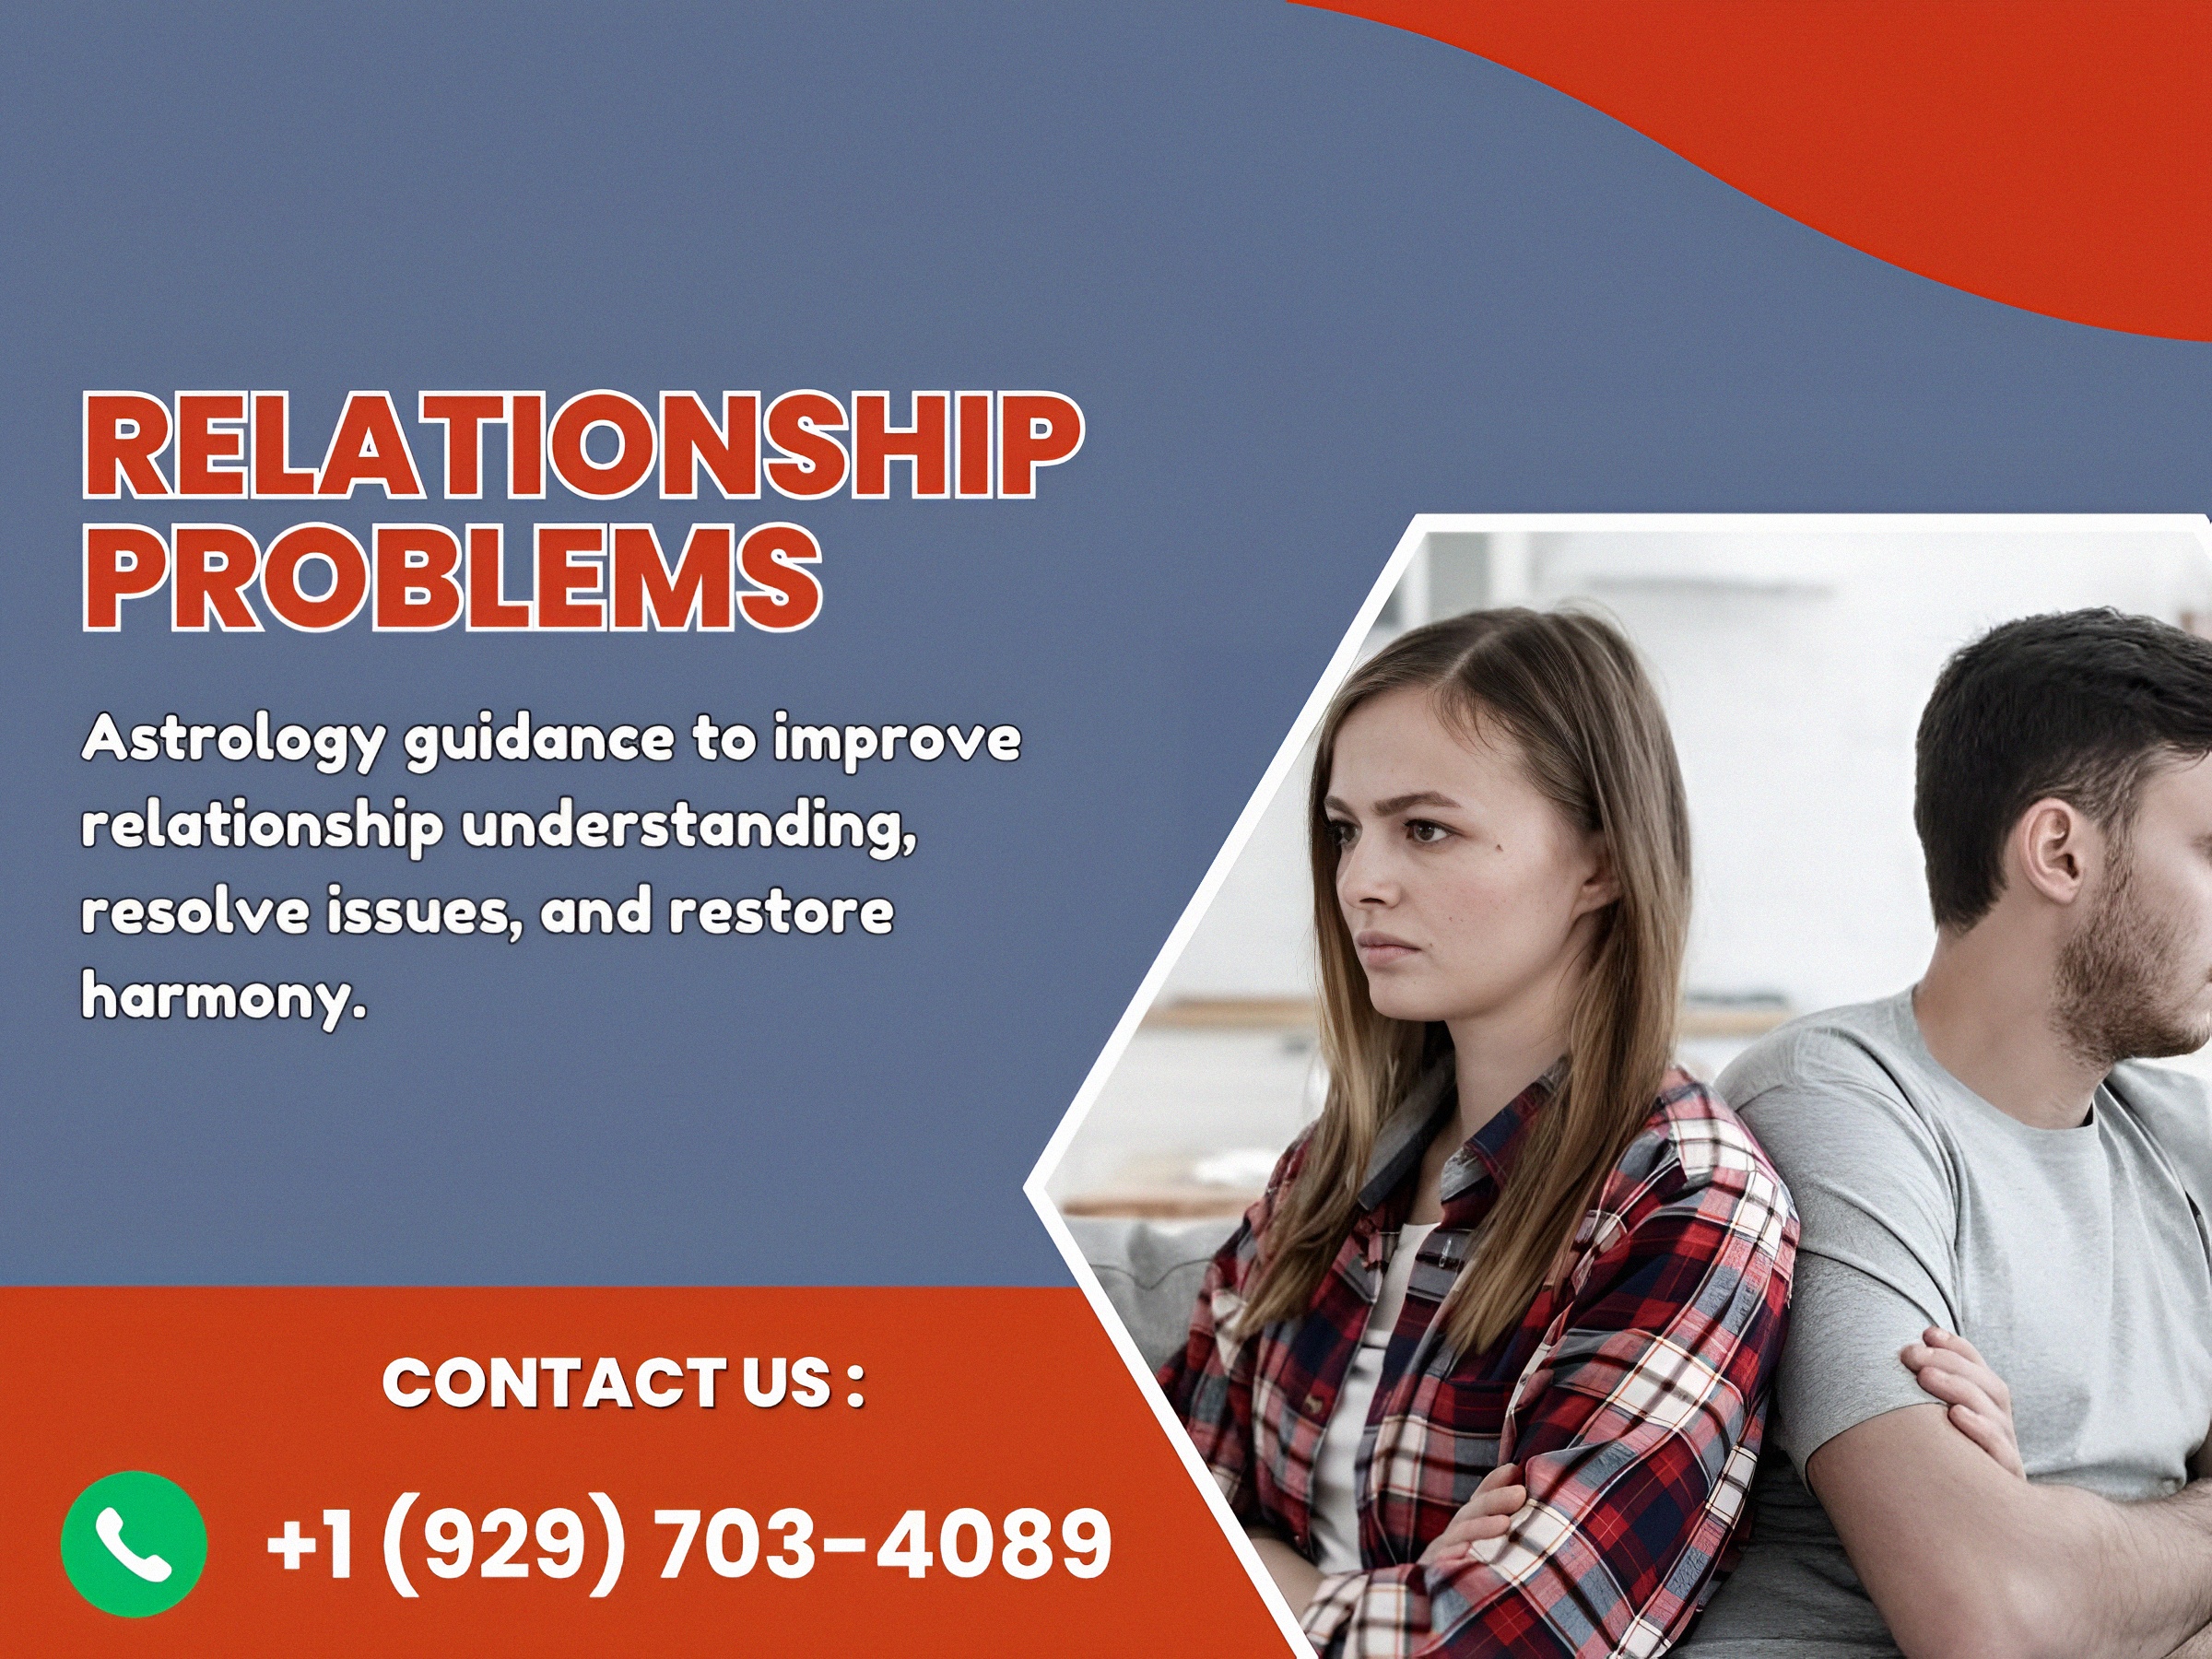 RELATIONSHIP
PROBLEMS
Astrology guidance to improve
relationship understanding,
resolve issues, and restore
harmony.
CONTACT US :
+1 (929) 703-4089